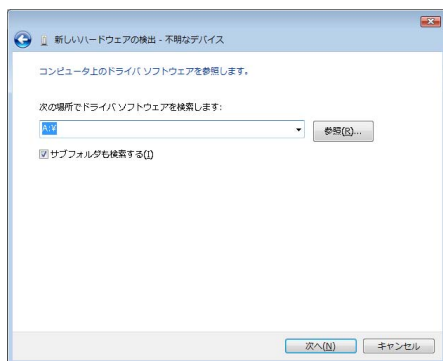 新しいハードウェアの検出 - 不明なデバイス
コンピュータ上のドライバ ソフトウェアを参照します。
次の場所でドライバ ソフトウェアを検索します:
A:¥
参照(R)...
サブフォルダも検索する(I)
次へ(N)
キャンセル